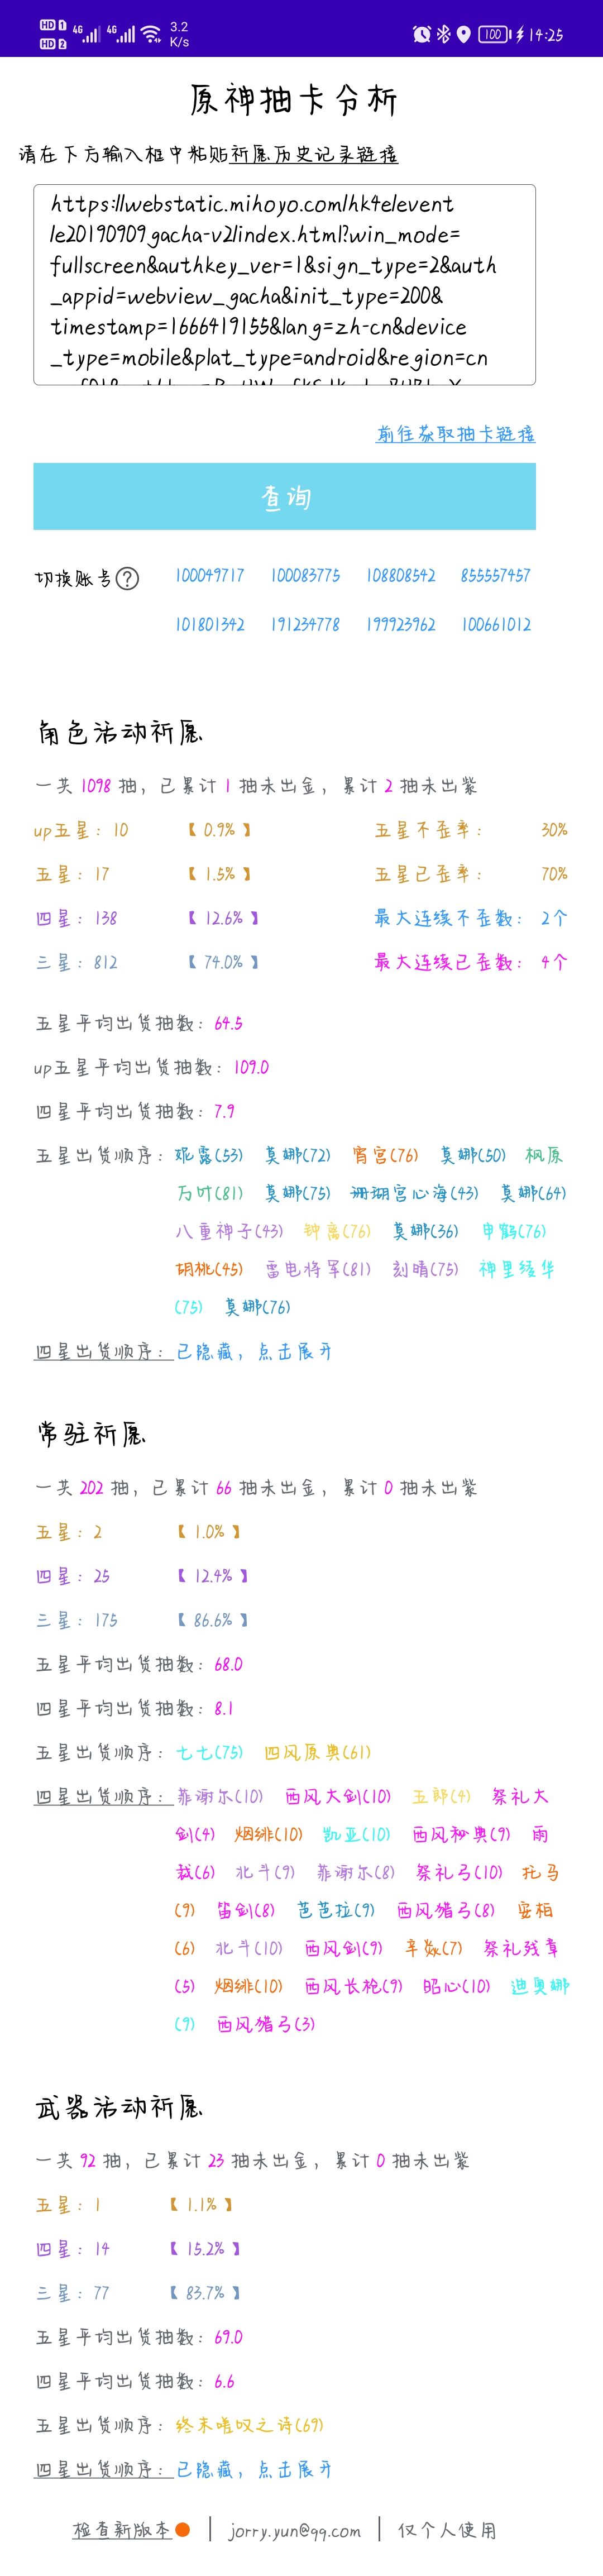 HD 1 4G 4G 3.2
HD 2 K/s 100 14:25
原神抽卡分析
请在下方输入框中粘贴祈愿历史记录链接
https://webstatic.mihoyo.com/hk4e/event
/e20190909gacha-v2/index.html?win_mode=
fullscreen&authkey_ver=1&sign_type=2&auth
_appid=webview_gacha&init_type=200&
timestamp=1666419155&lang=zh-cn&device
_type=mobile&plat_type=android&region=cn
前往获取抽卡链接
查询
切换账号? 100049717 100083775 108808542 855557457
101801342 191234778 199923962 100661012
角色活动祈愿
一共 1098 抽，已累计 1 抽未出金，累计 2 抽未出紫
up五星：10 【 0.9% 】 五星不歪率： 30%
五星：17 【 1.5% 】 五星已歪率： 70%
四星：138 【 12.6% 】 最大连续不歪数： 2个
三星：812 【 74.0% 】 最大连续已歪数： 4个
五星平均出货抽数：64.5
up五星平均出货抽数：109.0
四星平均出货抽数：7.9
五星出货顺序：妮露(53) 莫娜(72) 宵宫(76) 莫娜(50) 枫原
万叶(81) 莫娜(75) 珊瑚宫心海(43) 莫娜(64)
八重神子(43) 钟离(76) 莫娜(36) 申鹤(76)
胡桃(45) 雷电将军(81) 刻晴(75) 神里绫华
(75) 莫娜(76)
四星出货顺序：已隐藏，点击展开
常驻祈愿
一共 202 抽，已累计 66 抽未出金，累计 0 抽未出紫
五星：2 【 1.0% 】
四星：25 【 12.4% 】
三星：175 【 86.6% 】
五星平均出货抽数：68.0
四星平均出货抽数：8.1
五星出货顺序：七七(75) 四风原典(61)
四星出货顺序：菲谢尔(10) 西风大剑(10) 五郎(4) 祭礼大
剑(4) 烟绯(10) 凯亚(10) 西风秘典(9) 雨
裁(6) 北斗(9) 菲谢尔(8) 祭礼弓(10) 托马
(9) 笛剑(8) 芭芭拉(9) 西风猎弓(8) 安柏
(6) 北斗(10) 西风剑(9) 辛焱(7) 祭礼残章
(5) 烟绯(10) 西风长枪(9) 昭心(10) 迪奥娜
(9) 西风猎弓(3)
武器活动祈愿
一共 92 抽，已累计 23 抽未出金，累计 0 抽未出紫
五星：1 【 1.1% 】
四星：14 【 15.2% 】
三星：77 【 83.7% 】
五星平均出货抽数：69.0
四星平均出货抽数：6.6
五星出货顺序：终末嗟叹之诗(69)
四星出货顺序：已隐藏，点击展开
检查新版本 | jorry.yun@qq.com | 仅个人使用